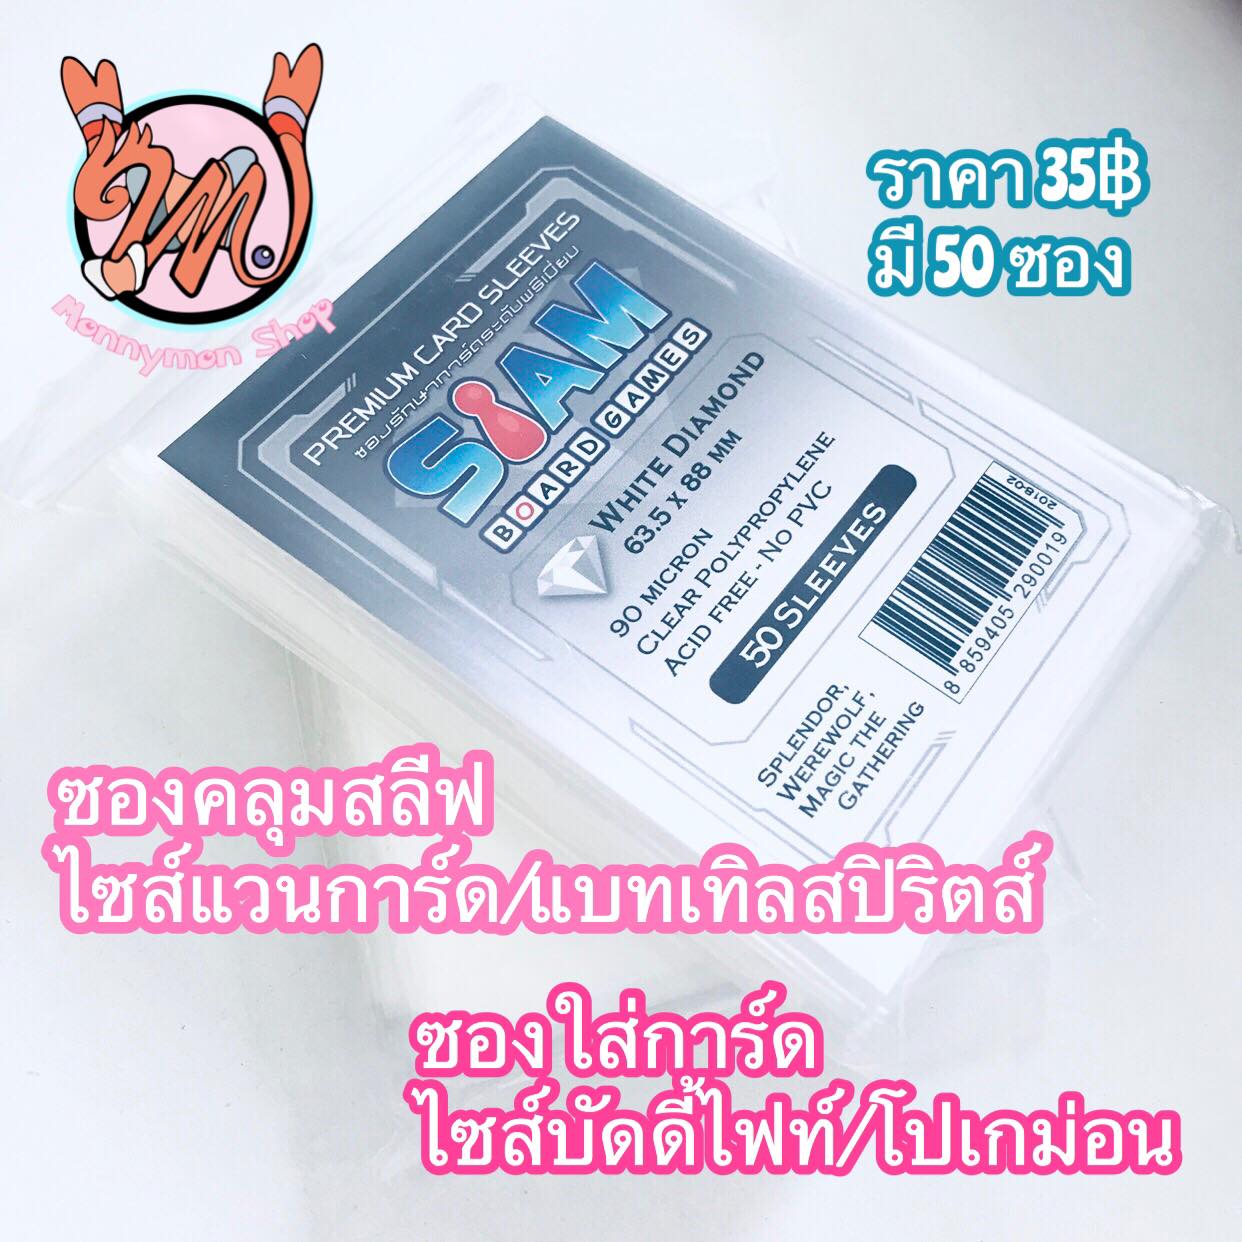 Monnymon Shop
ราคา 35฿
มี 50 ซอง
PREMIUM CARD SLEEVES
ซองรักษาการ์ดระดับพรีเมี่ยม
SIAM
BOARD GAMES
WHITE DIAMOND
63.5 X 88 MM
90 MICRON
CLEAR POLYPROPYLENE
ACID FREE - NO PVC
50 SLEEVES
2018-02
8 859405 290019
SPLENDOR,
WEREWOLF,
MAGIC THE
GATHERING
ซองคลุมสลีฟ
ไซส์แวนการ์ด/แบทเทิลสปิริตส์
ซองใส่การ์ด
ไซส์บัดดี้ไฟท์/โปเกม่อน